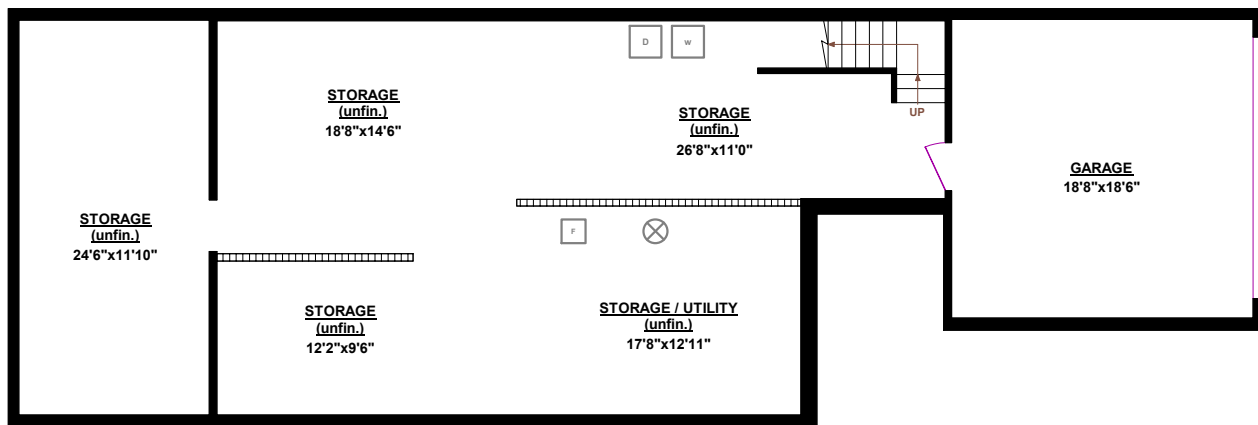 D
w
STORAGE
(unfin.)
18'8"x14'6"
STORAGE
(unfin.)
26'8"x11'0"
UP
GARAGE
18'8"x18'6"
STORAGE
(unfin.)
24'6"x11'10"
F
STORAGE
(unfin.)
12'2"x9'6"
STORAGE / UTILITY
(unfin.)
17'8"x12'11"